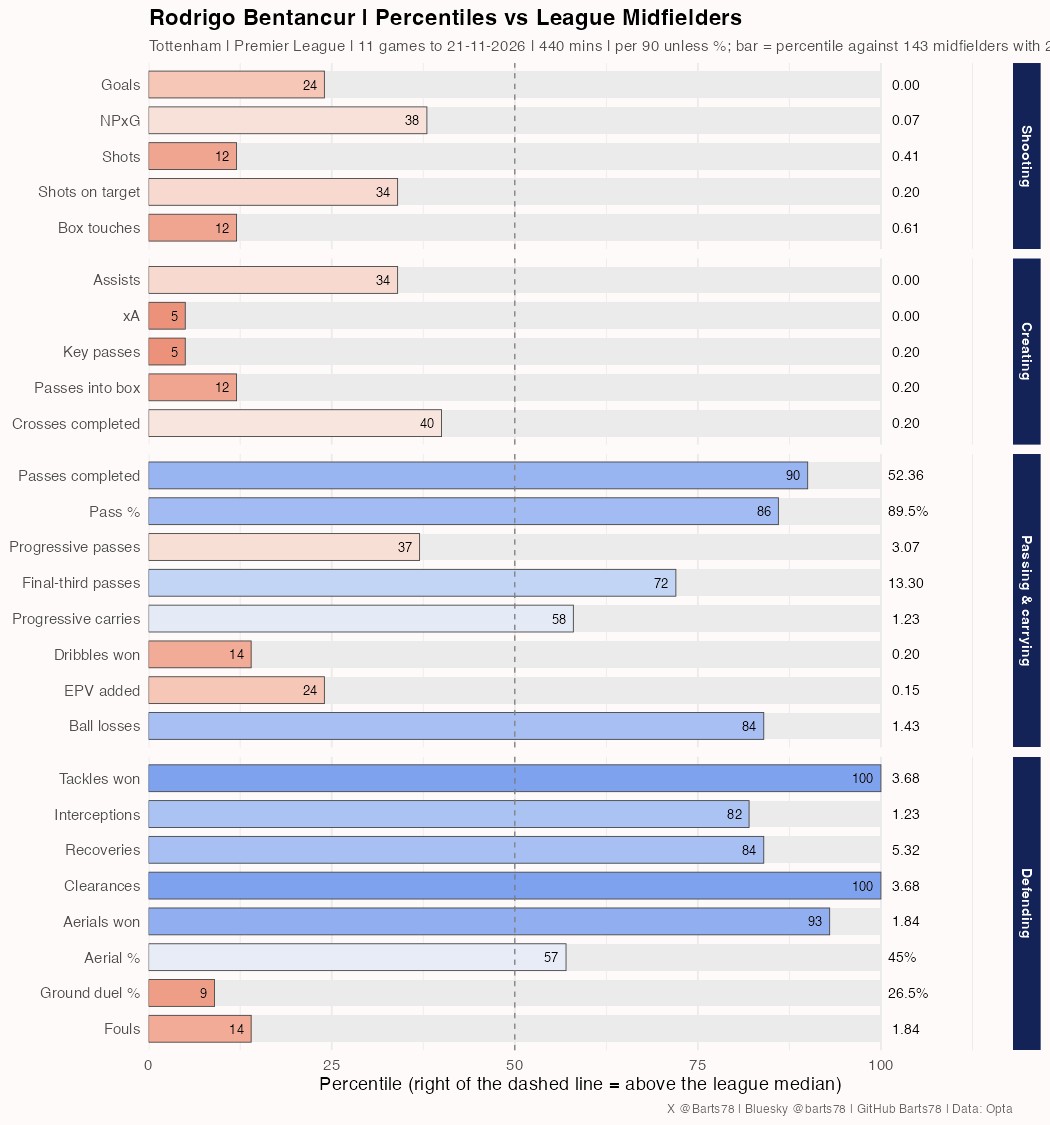 Rodrigo Bentancur | Percentiles vs League Midfielders
Tottenham | Premier League | 11 games to 21-11-2026 | 440 mins | per 90 unless %; bar = percentile against 143 midfielders with
Shooting
Goals 24 0.00
NPxG 38 0.07
Shots 12 0.41
Shots on target 34 0.20
Box touches 12 0.61
Creating
Assists 34 0.00
xA 5 0.00
Key passes 5 0.20
Passes into box 12 0.20
Crosses completed 40 0.20
Passing & carrying
Passes completed 90 52.36
Pass % 86 89.5%
Progressive passes 37 3.07
Final-third passes 72 13.30
Progressive carries 58 1.23
Dribbles won 14 0.20
EPV added 24 0.15
Ball losses 84 1.43
Defending
Tackles won 100 3.68
Interceptions 82 1.23
Recoveries 84 5.32
Clearances 100 3.68
Aerials won 93 1.84
Aerial % 57 45%
Ground duel % 9 26.5%
Fouls 14 1.84
0 25 50 75 100
Percentile (right of the dashed line = above the league median)
X @Barts78 | Bluesky @barts78 | GitHub Barts78 | Data: Opta